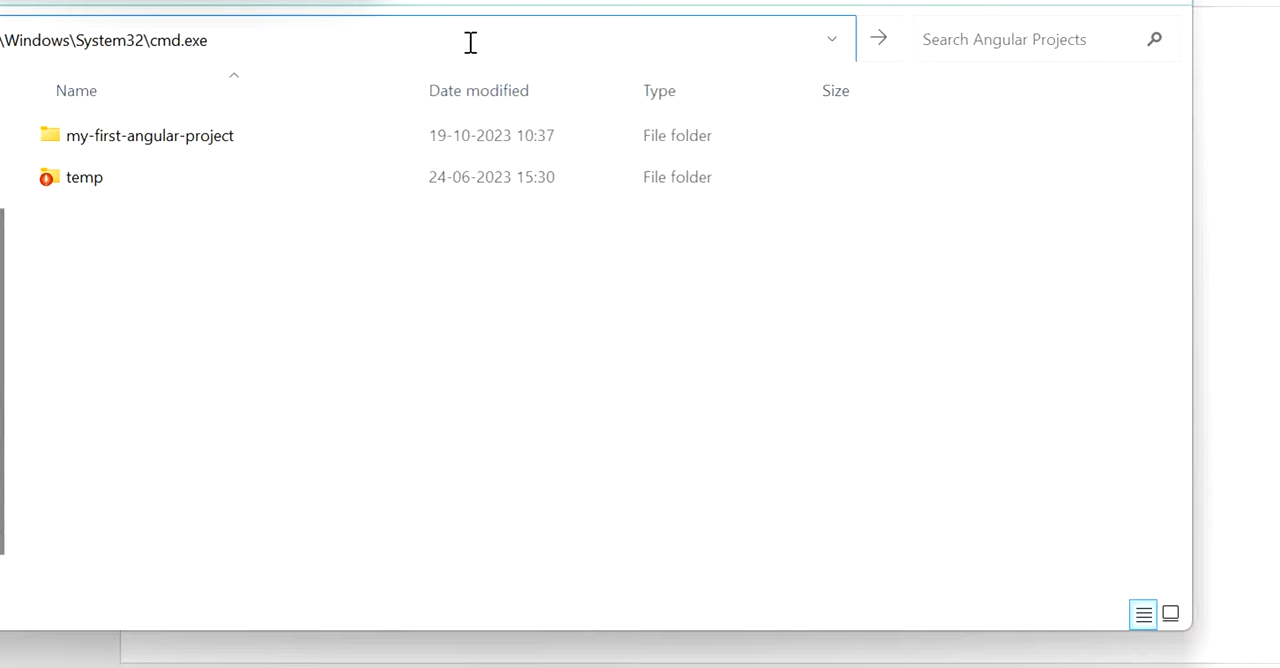 \Windows\System32\cmd.exe
Search Angular Projects
Name Date modified Type Size
my-first-angular-project 19-10-2023 10:37 File folder
temp 24-06-2023 15:30 File folder